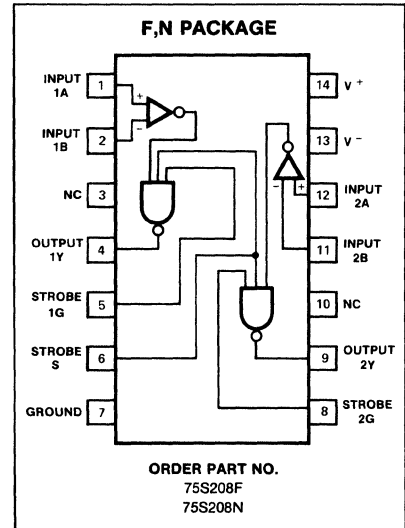 F,N PACKAGE
INPUT
1A
1
+
14
V +
INPUT
1B
2
−
13
V −
NC
3
−
+
12
INPUT
2A
OUTPUT
1Y
4
11
INPUT
2B
STROBE
1G
5
10
NC
STROBE
S
6
9
OUTPUT
2Y
GROUND
7
8
STROBE
2G
ORDER PART NO.
75S208F
75S208N